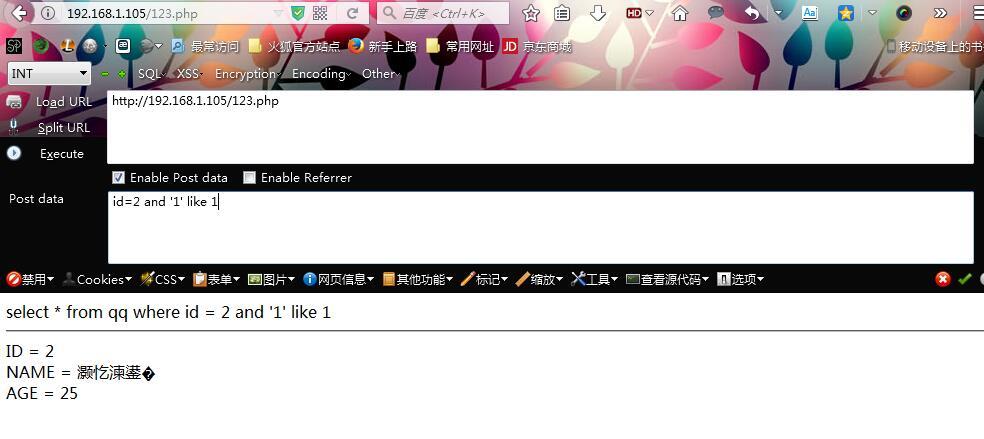 192.168.1.105/123.php
百度 <Ctrl+K>
HD
Aa
最常访问 火狐官方站点 新手上路 常用网址 JD 京东商城 移动设备上的书
INT SQL XSS Encryption Encoding Other
Load URL http://192.168.1.105/123.php
Split URL
Execute
Enable Post data Enable Referrer
Post data id=2 and '1' like 1
禁用 Cookies CSS 表单 图片 网页信息 其他功能 标记 缩放 工具 查看源代码 选项
select * from qq where id = 2 and '1' like 1
ID = 2
NAME = 灏忔湅鍙�
AGE = 25